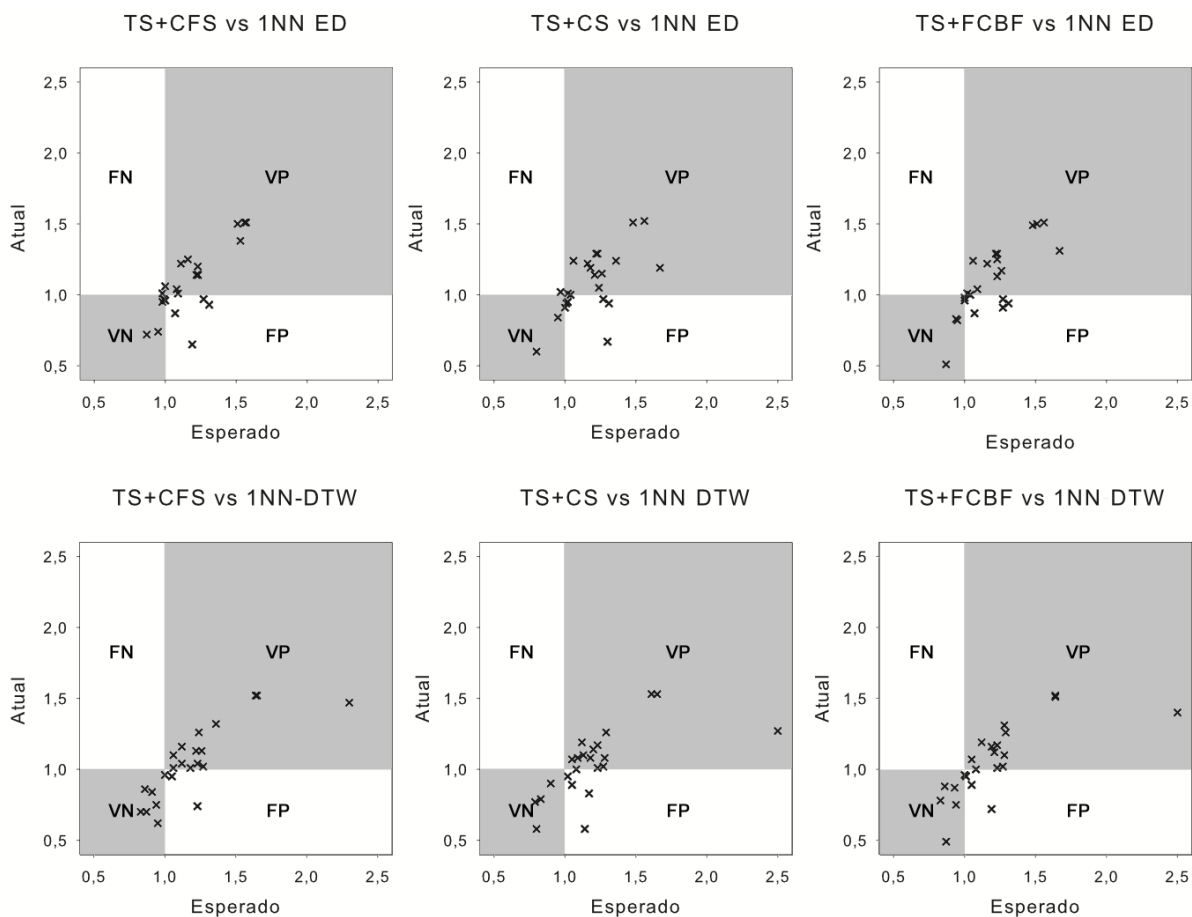 TS+CFS vs 1NN ED
2,5
2,0
1,5
1,0
0,5
Atual
FN
VP
VN
FP
0,5 1,0 1,5 2,0 2,5
Esperado
TS+CS vs 1NN ED
2,5
2,0
1,5
1,0
0,5
Atual
FN
VP
VN
FP
0,5 1,0 1,5 2,0 2,5
Esperado
TS+FCBF vs 1NN ED
2,5
2,0
1,5
1,0
0,5
Atual
FN
VP
VN
FP
0,5 1,0 1,5 2,0 2,5
Esperado
TS+CFS vs 1NN-DTW
2,5
2,0
1,5
1,0
0,5
Atual
FN
VP
VN
FP
0,5 1,0 1,5 2,0 2,5
Esperado
TS+CS vs 1NN DTW
2,5
2,0
1,5
1,0
0,5
Atual
FN
VP
VN
FP
0,5 1,0 1,5 2,0 2,5
Esperado
TS+FCBF vs 1NN DTW
2,5
2,0
1,5
1,0
0,5
Atual
FN
VP
VN
FP
0,5 1,0 1,5 2,0 2,5
Esperado